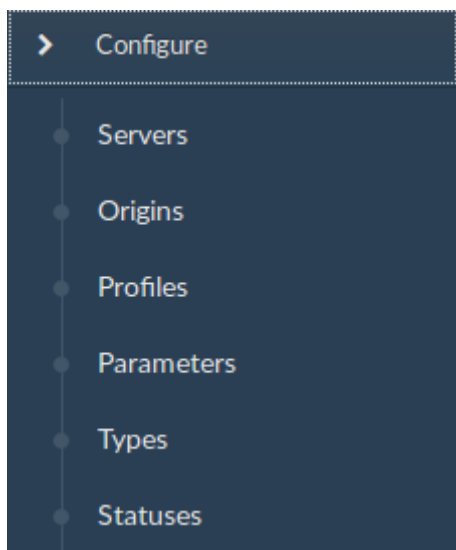 Configure
Servers
Origins
Profiles
Parameters
Types
Statuses